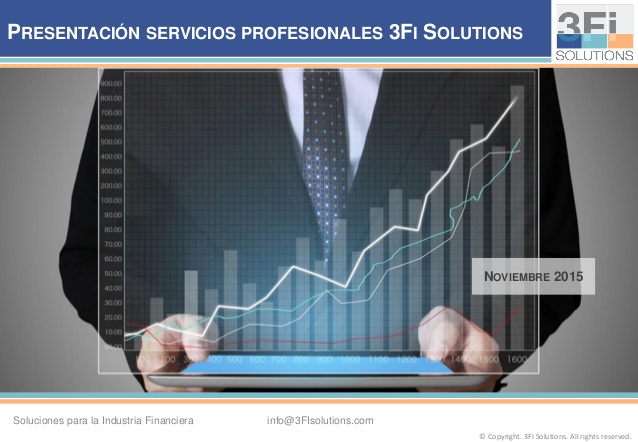 PRESENTACIÓN SERVICIOS PROFESIONALES 3FI SOLUTIONS
3Fi
SOLUTIONS
900.00
800.00
600.00
500.00
400.00
300.00
200.00
100.00
90.00
80.00
70.00
60.00
50.00
40.00
30.00
20.00
10.00
00.00
100 200 300 400 500 600 700 800 900 1000 1100 1200 1300 1400 1500 1600
NOVIEMBRE 2015
Soluciones para la Industria Financiera info@3FIsolutions.com
© Copyright. 3FI Solutions. All rights reserved.